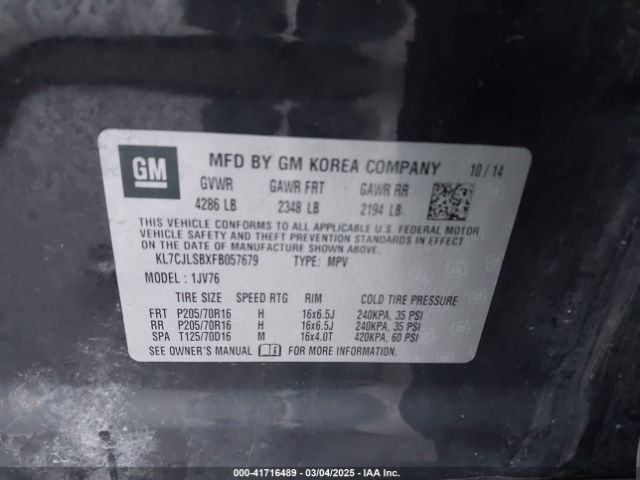 GM MFD BY GM KOREA COMPANY 10/14
GVWR GAWR FRT GAWR RR
4286 LB 2348 LB 2194 LB
THIS VEHICLE CONFORMS TO ALL APPLICABLE U.S. FEDERAL MOTOR
VEHICLE SAFETY AND THEFT PREVENTION STANDARDS IN EFFECT
ON THE DATE OF MANUFACTURE SHOWN ABOVE.
KL7CJLSBXFB057679 TYPE: MPV
MODEL: 1JV76
TIRE SIZE SPEED RTG RIM COLD TIRE PRESSURE
FRT P205/70R16 H 16x6.5J 240KPA, 35 PSI
RR P205/70R16 H 16x6.5J 240KPA, 35 PSI
SPA T125/70D16 M 16x4.0T 420KPA, 60 PSI
SEE OWNER'S MANUAL FOR MORE INFORMATION.
000-41716489 - 03/04/2025 - IAA Inc.